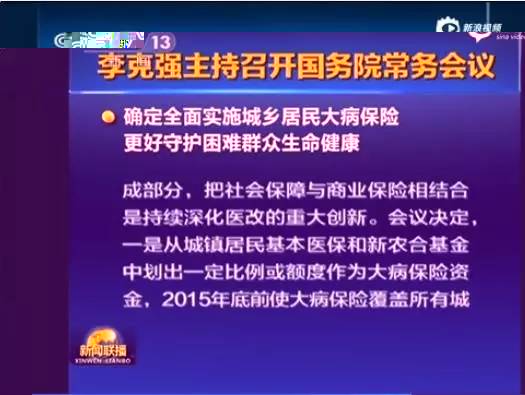 新浪视频
sina video
13
李克强主持召开国务院常务会议
确定全面实施城乡居民大病保险
更好守护困难群众生命健康
成部分，把社会保障与商业保险相结合
是持续深化医改的重大创新。会议决定，
一是从城镇居民基本医保和新农合基金
中划出一定比例或额度作为大病保险资
金，2015年底前使大病保险覆盖所有城
新闻联播
XINWEN LIANBO